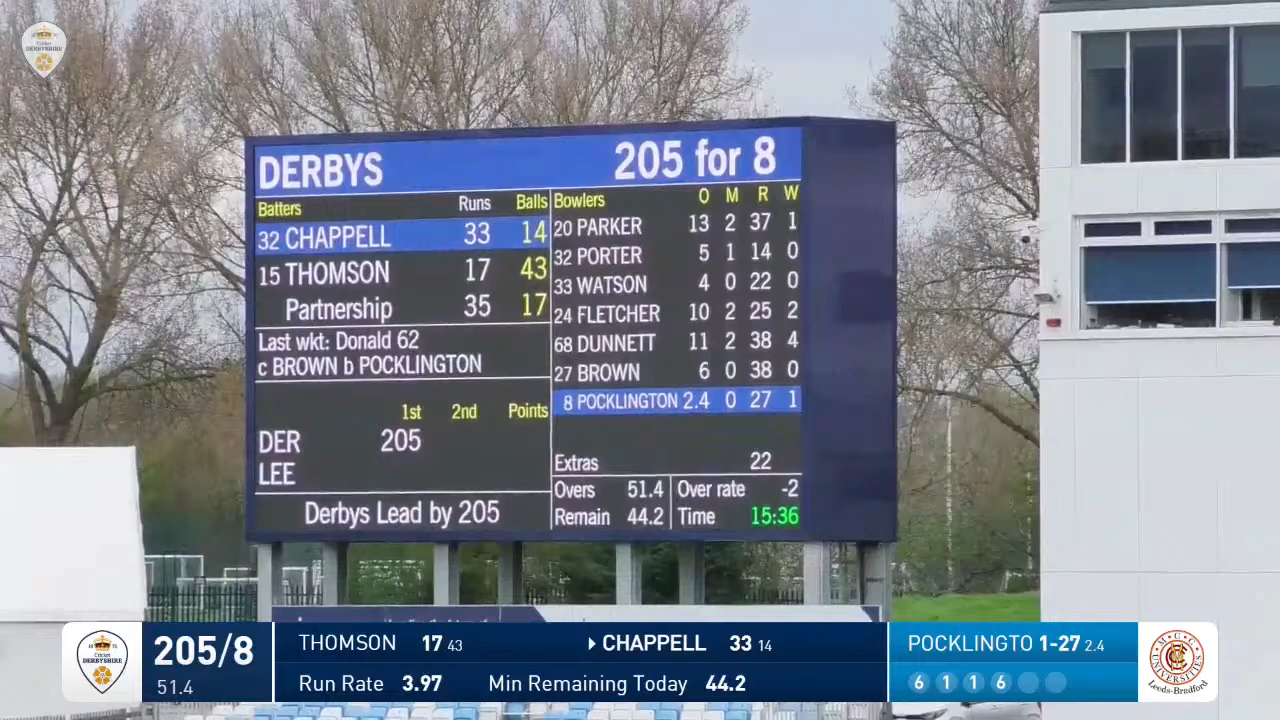 Cricket
DERBYSHIRE
DERBYS 205 for 8
Batters Runs Balls
32 CHAPPELL 33 14
15 THOMSON 17 43
Partnership 35 17
Last wkt: Donald 62
c BROWN b POCKLINGTON
1st 2nd Points
DER 205
LEE
Derbys Lead by 205
Bowlers O M R W
20 PARKER 13 2 37 1
32 PORTER 5 1 14 0
33 WATSON 4 0 22 0
24 FLETCHER 10 2 25 2
68 DUNNETT 11 2 38 4
27 BROWN 6 0 38 0
8 POCKLINGTON 2.4 0 27 1
Extras 22
Overs 51.4 Over rate -2
Remain 44.2 Time 15:36
Cricket
DERBYSHIRE
205/8
51.4
THOMSON 17 43 CHAPPELL 33 14
Run Rate 3.97 Min Remaining Today 44.2
POCKLINGTO 1-27 2.4
6 1 1 6
M.C.C.
UNIVERSITIES
Leeds-Bradford